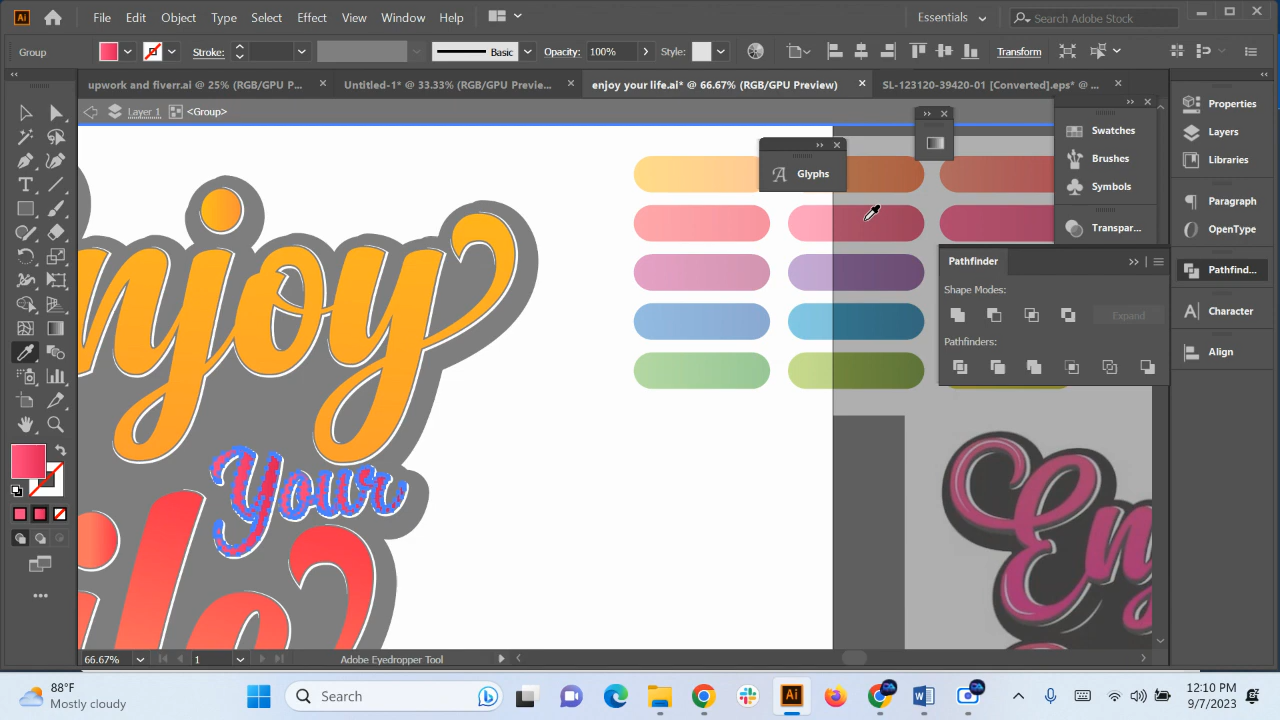 Ai File Edit Object Type Select Effect View Window Help Essentials Search Adobe Stock
Group Stroke: Basic Opacity: 100% Style: Transform
upwork and fiverr.ai @ 25% (RGB/GPU P... Untitled-1* @ 33.33% (RGB/GPU Previe... enjoy your life.ai* @ 66.67% (RGB/GPU Preview) SL-123120-39420-01 [Converted].eps* @ ...
Layer 1 <Group>
Swatches
Brushes
Symbols
Transpar...
A Glyphs
Properties
Layers
Libraries
Paragraph
OpenType
Pathfind...
Character
Align
Pathfinder
Shape Modes:
Expand
Pathfinders:
njoy
Your
En
66.67% 1 Adobe Eyedropper Tool
88°F
Mostly cloudy
Search
Ai
12:10 PM
9/7/2023